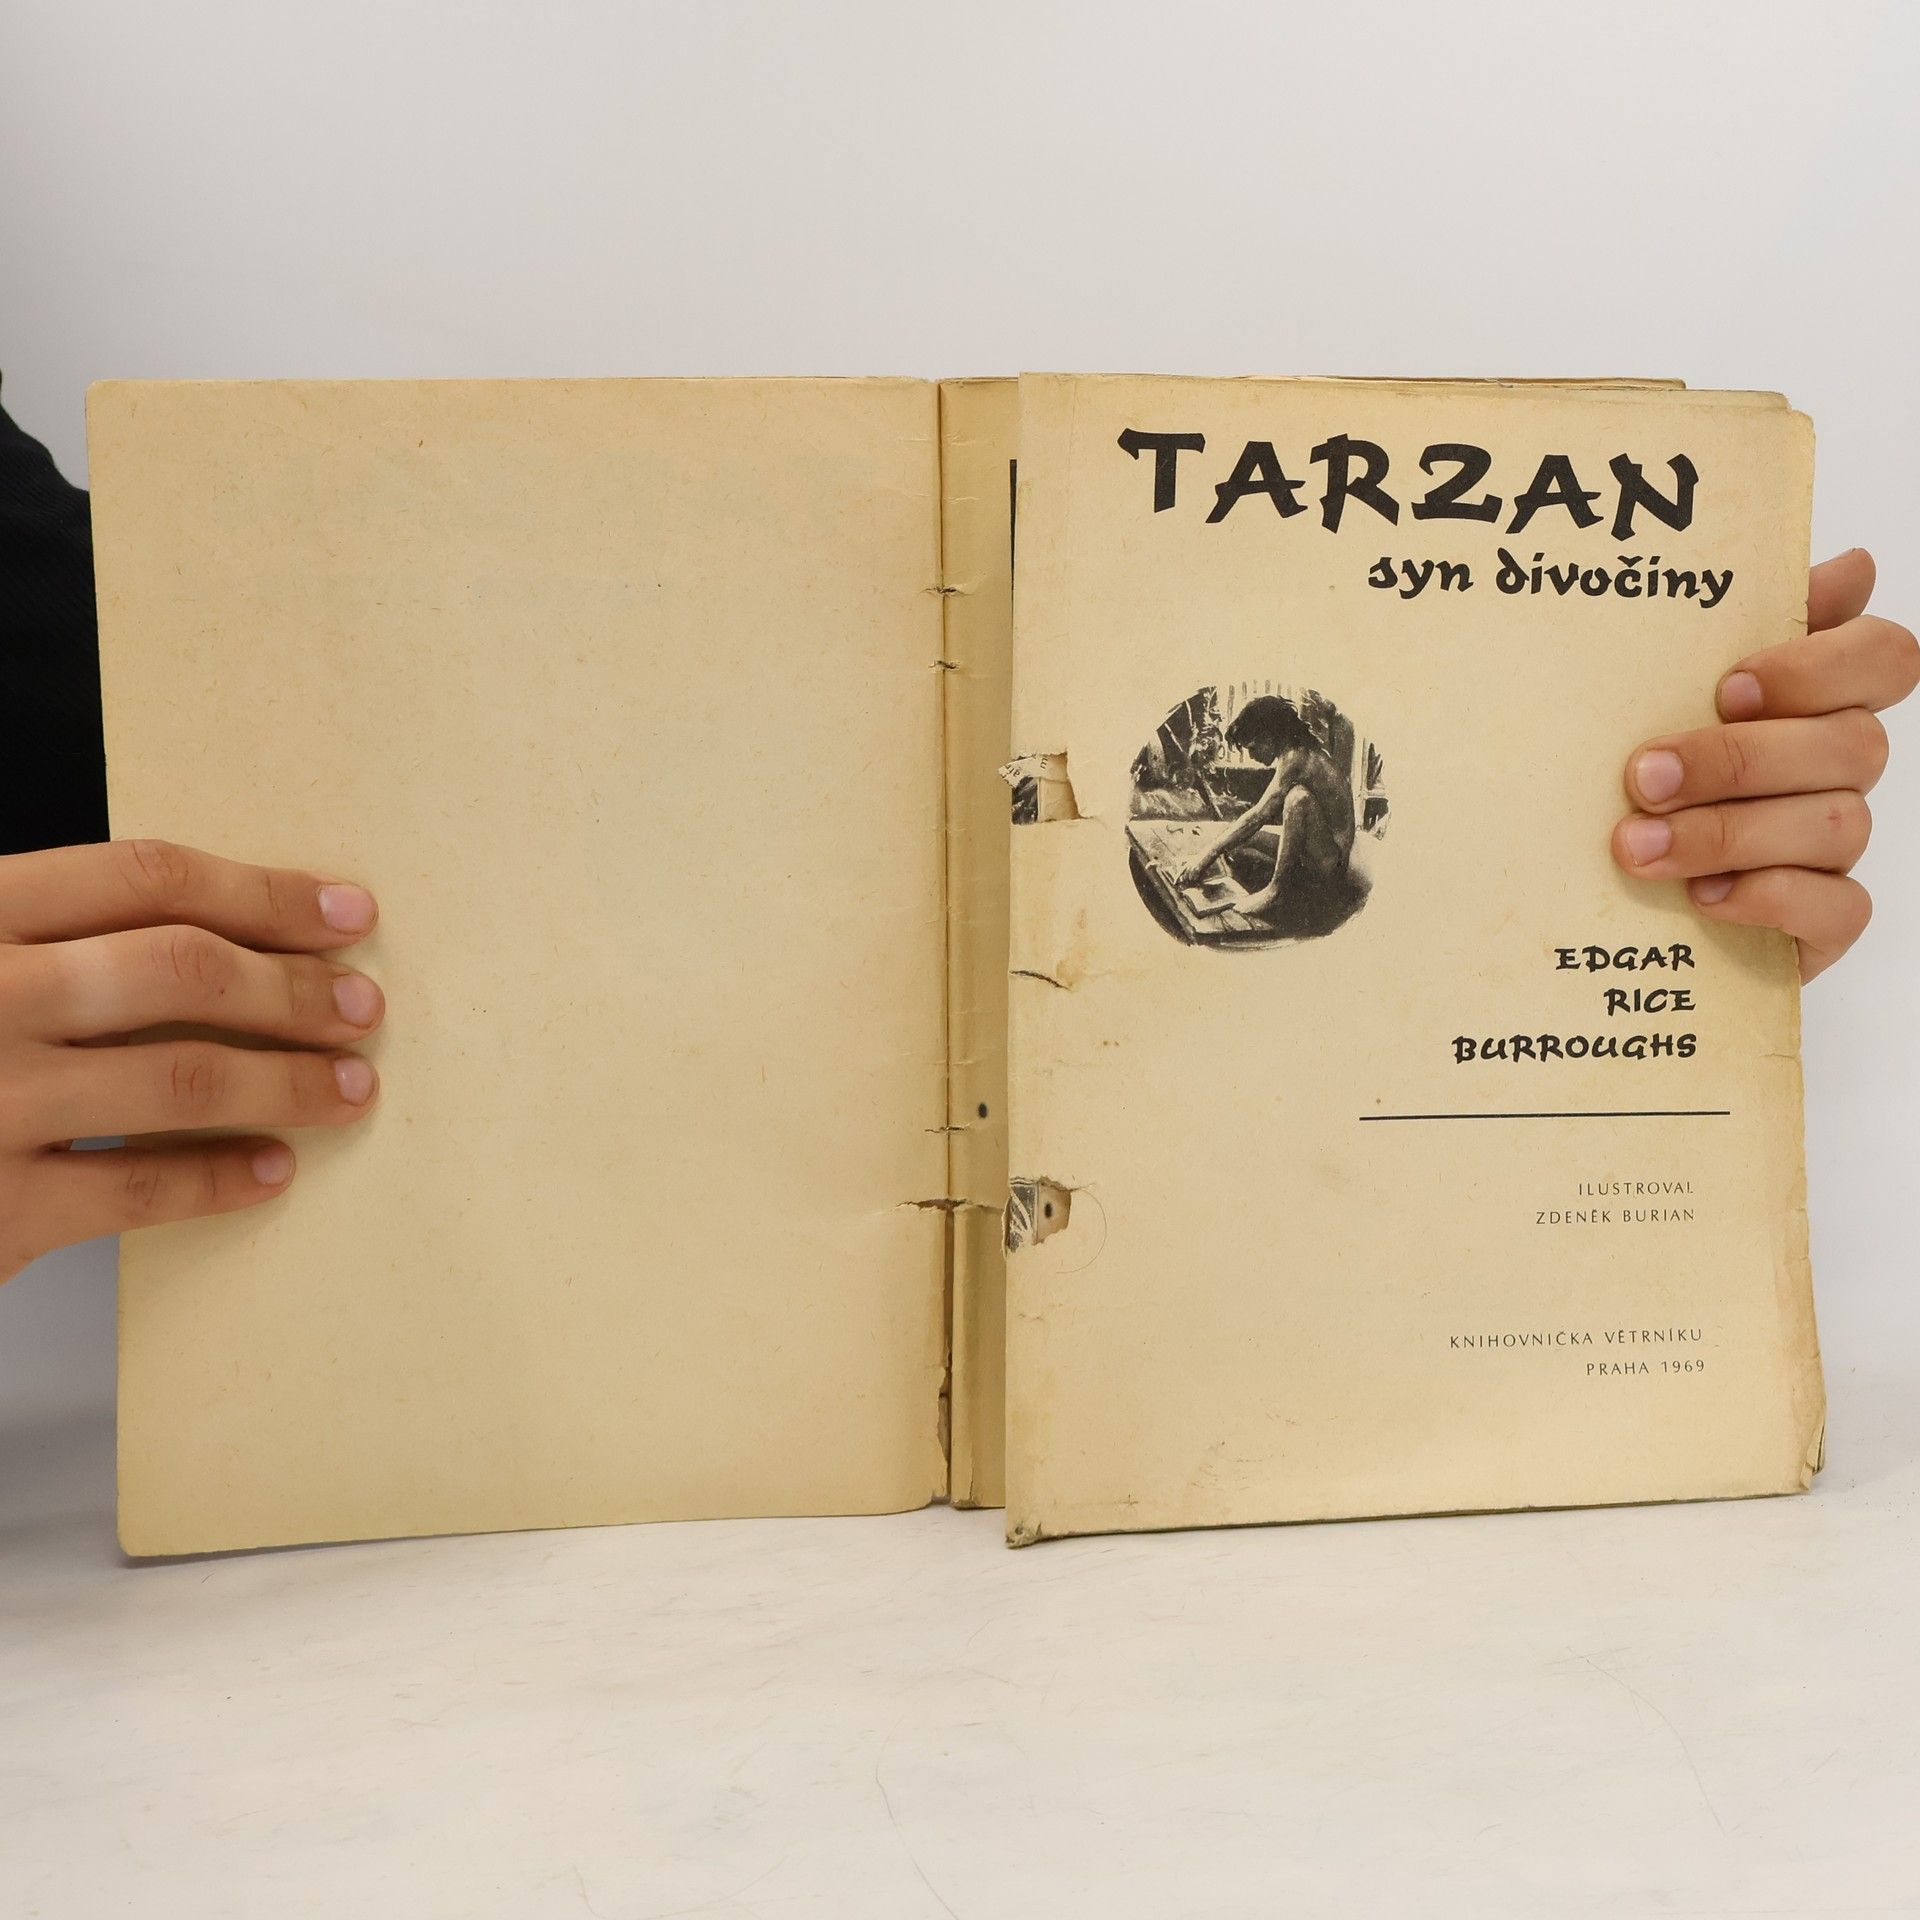 TARZAN
syn divočiny
EDGAR
RICE
BURROUGHS
ILUSTROVAL
ZDENĚK BURIAN
KNIHOVNIČKA VĚTRNÍKU
PRAHA 1969